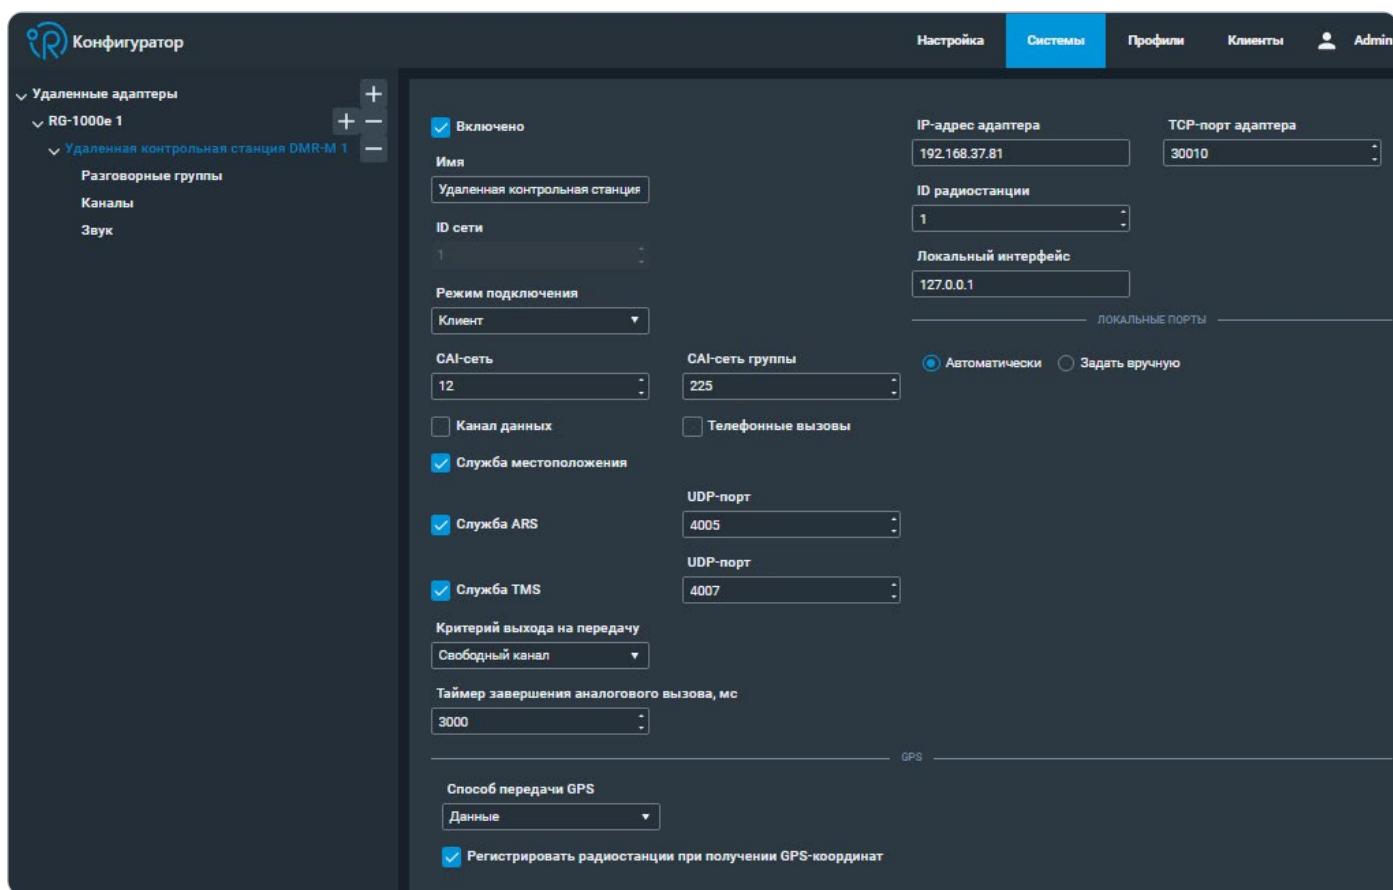 Конфигуратор
Настройка Системы Профили Клиенты Admin
Удаленные адаптеры
RG-1000e 1
Удаленная контрольная станция DMR-M 1
Разговорные группы
Каналы
Звук
Включено
Имя
Удаленная контрольная станция
ID сети
1
Режим подключения
Клиент
CAI-сеть CAI-сеть группы
12 225
Канал данных Телефонные вызовы
Служба местоположения
UDP-порт
Служба ARS 4005
UDP-порт
Служба TMS 4007
Критерий выхода на передачу
Свободный канал
Таймер завершения аналогового вызова, мс
3000
IP-адрес адаптера TCP-порт адаптера
192.168.37.81 30010
ID радиостанции
1
Локальный интерфейс
127.0.0.1
ЛОКАЛЬНЫЕ ПОРТЫ
Автоматически Задать вручную
GPS
Способ передачи GPS
Данные
Регистрировать радиостанции при получении GPS-координат